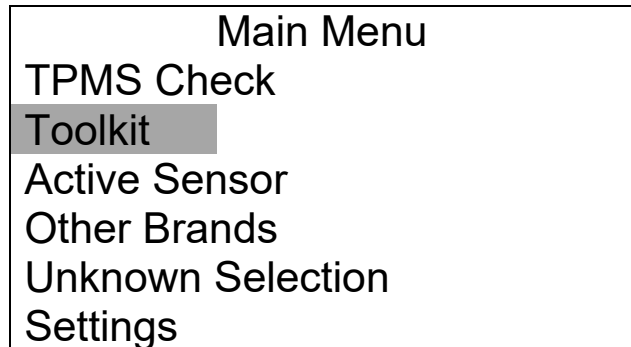 Main Menu
TPMS Check
Toolkit
Active Sensor
Other Brands
Unknown Selection
Settings